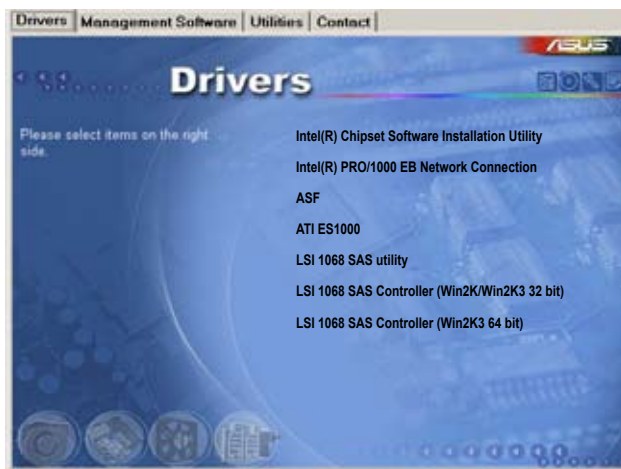 Drivers Management Software Utilities Contact
ASUS
Drivers
Please select items on the right
side.
Intel(R) Chipset Software Installation Utility
Intel(R) PRO/1000 EB Network Connection
ASF
ATI ES1000
LSI 1068 SAS utility
LSI 1068 SAS Controller (Win2K/Win2K3 32 bit)
LSI 1068 SAS Controller (Win2K3 64 bit)